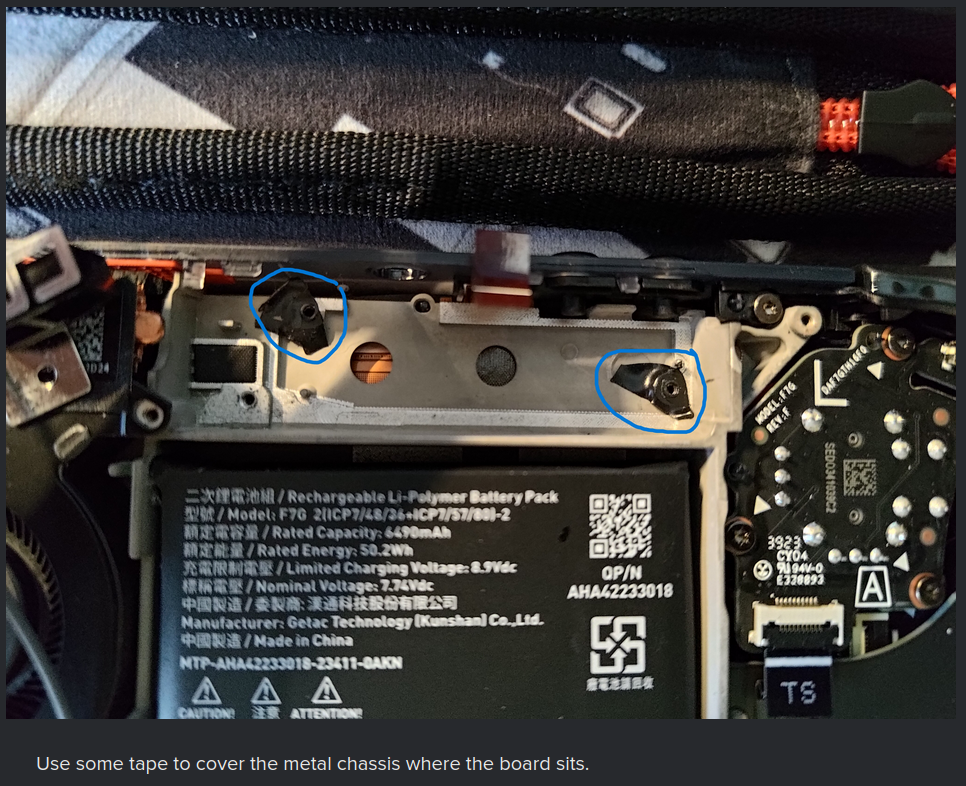 二次鋰電池組 / Rechargeable Li-Polymer Battery Pack
型號 / Model: F7G 2(ICP7/48/36+ICP7/57/80)-2
額定電容量 / Rated Capacity: 6490mAh
額定能量 / Rated Energy: 50.2Wh
充電限制電壓 / Limited Charging Voltage: 8.9Vdc
標稱電壓 / Nominal Voltage: 7.74Vdc
中國製造 / 委製商: 漢通科技股份有限公司
Manufacturer: Getac Technology (Kunshan) Co.,Ltd.
中國製造 / Made in China
MTP-AHA42233018-23411-0AKN
CAUTION! 注意 ATTENTION!
QP/N
AHA42233018
廢電池請回收
MODEL: F7G
REV:F
3923
CY04
94V-0
E328893
A
T8
Use some tape to cover the metal chassis where the board sits.